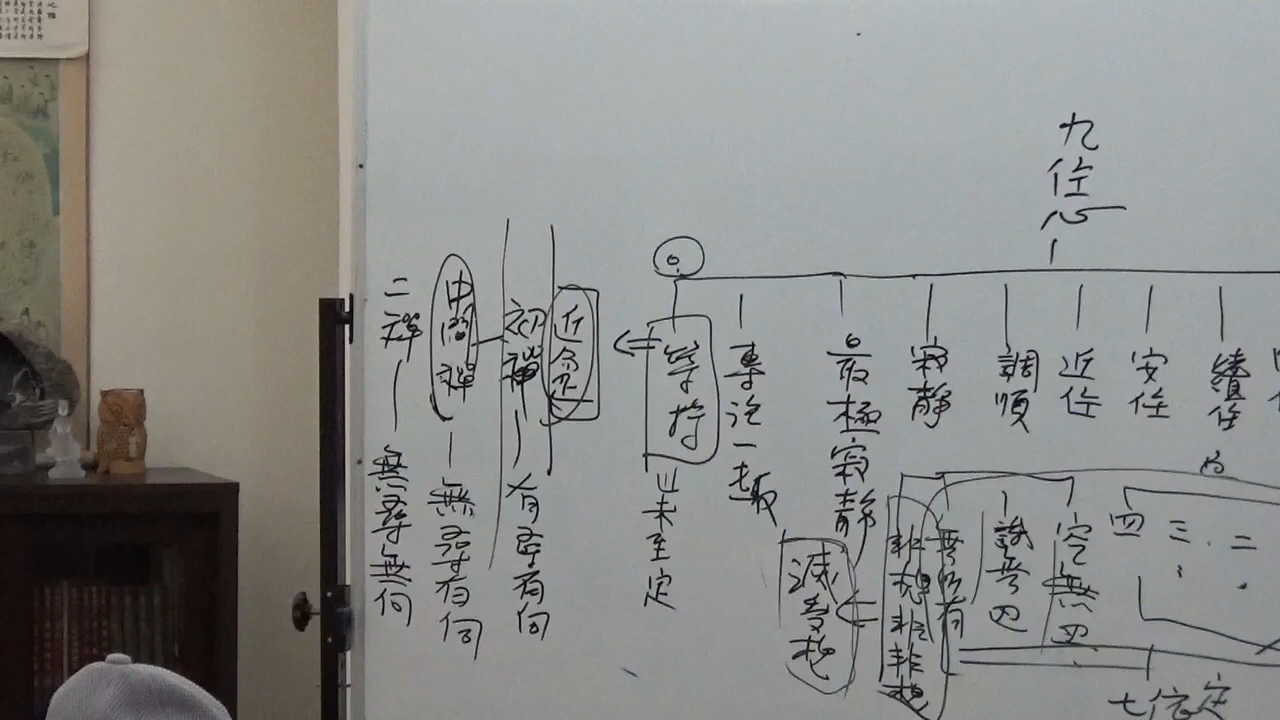 九住心
續住
安住
近住
調順
寂靜
最極寂靜
專注一趣
等持
未至定
近分
初禪
有尋有伺
中間禪
無尋有伺
二禪
無尋無伺
二
三
四
空無
識無
無所有
非想非非想
滅受想
七依定